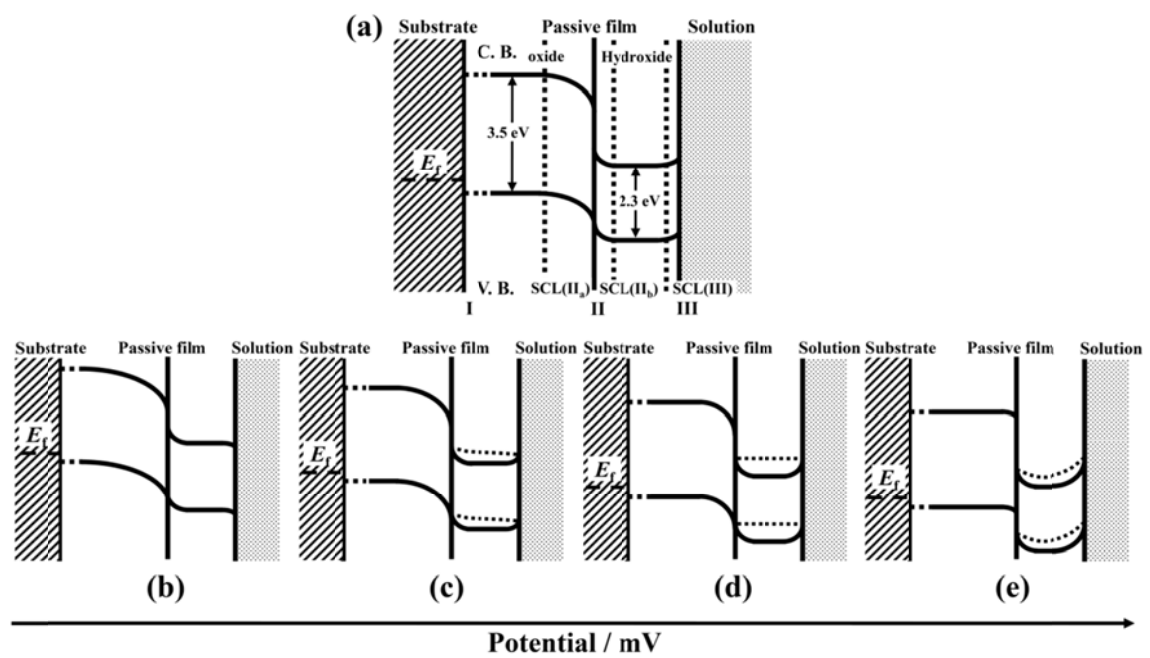 (a)
Substrate Passive film Solution
C. B. oxide Hydroxide
3.5 eV
E_f
2.3 eV
V. B. SCL(II_a) SCL(II_b) SCL(III)
I II III
Substrate Passive film Solution
E_f
(b)
Substrate Passive film Solution
E_f
(c)
Substrate Passive film Solution
E_f
(d)
Substrate Passive film Solution
E_f
(e)
Potential / mV